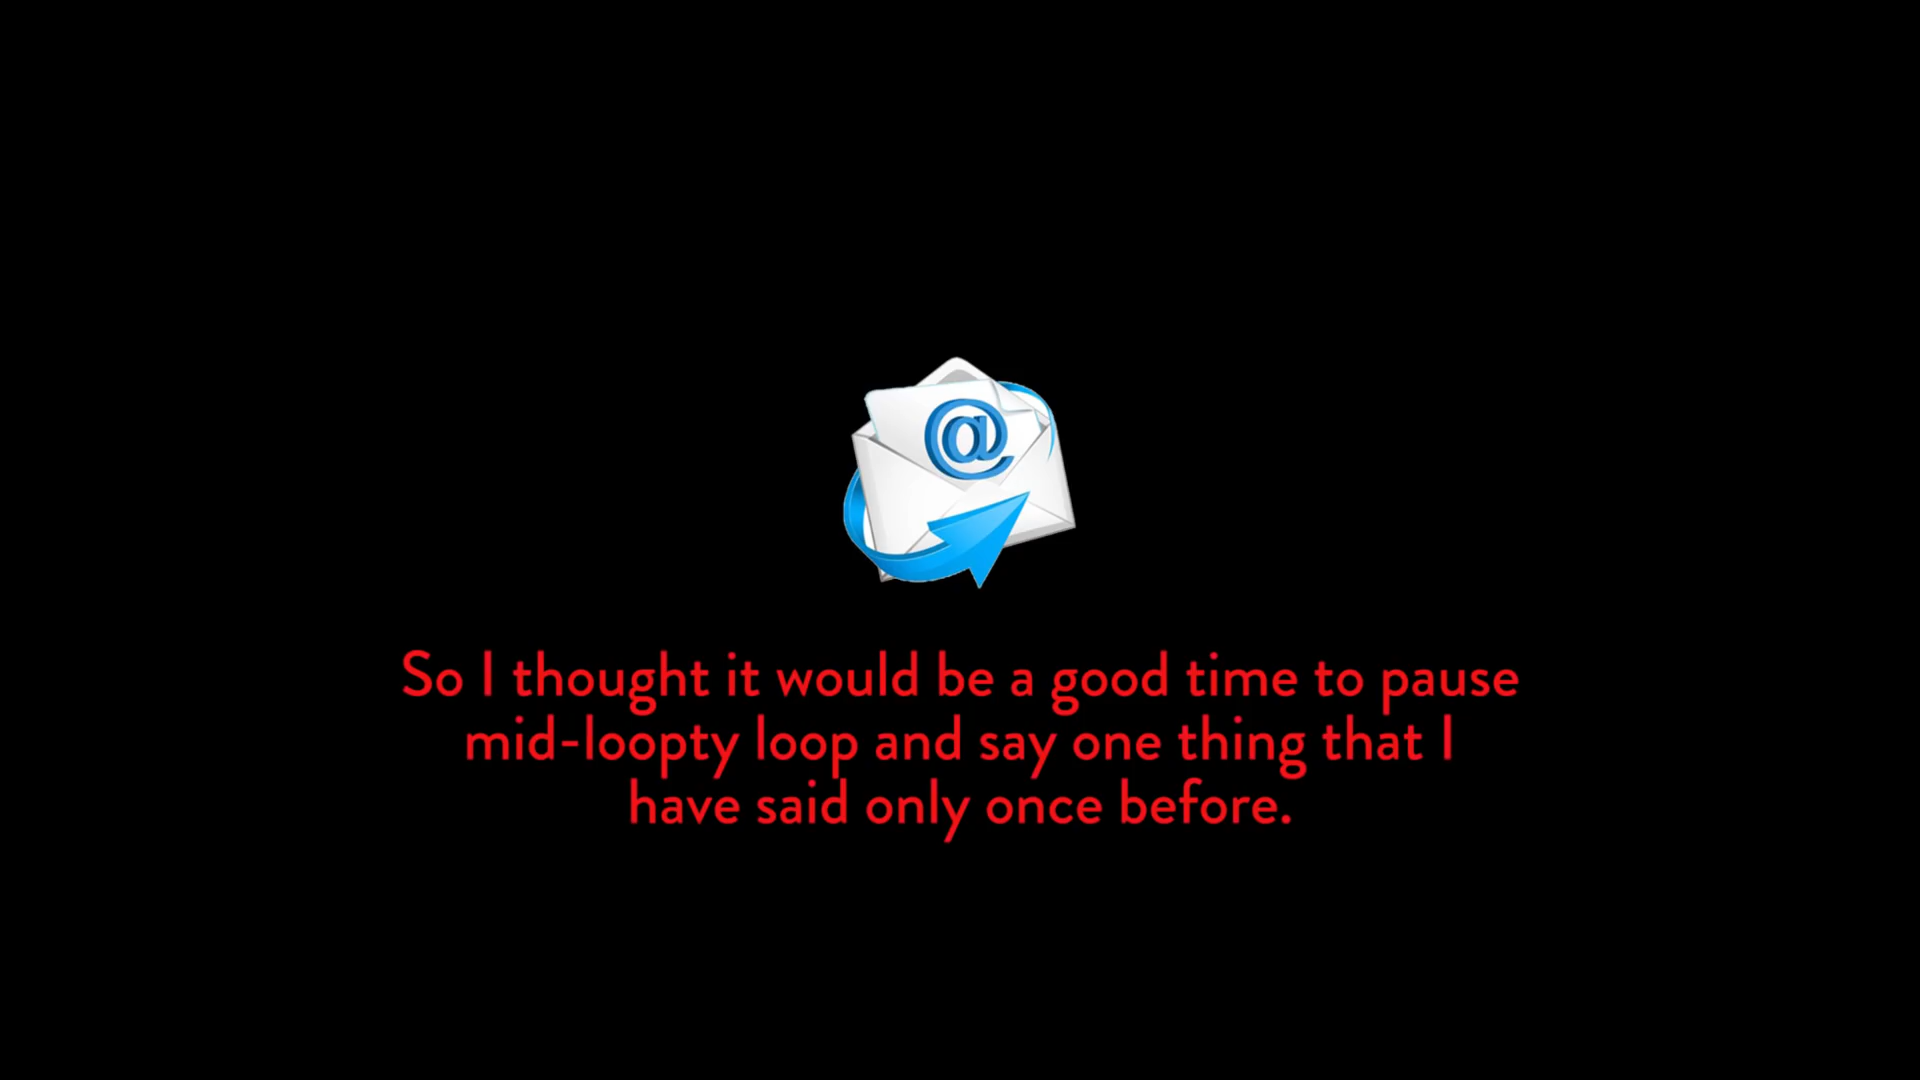 @
So I thought it would be a good time to pause
mid-loopty loop and say one thing that I
have said only once before.